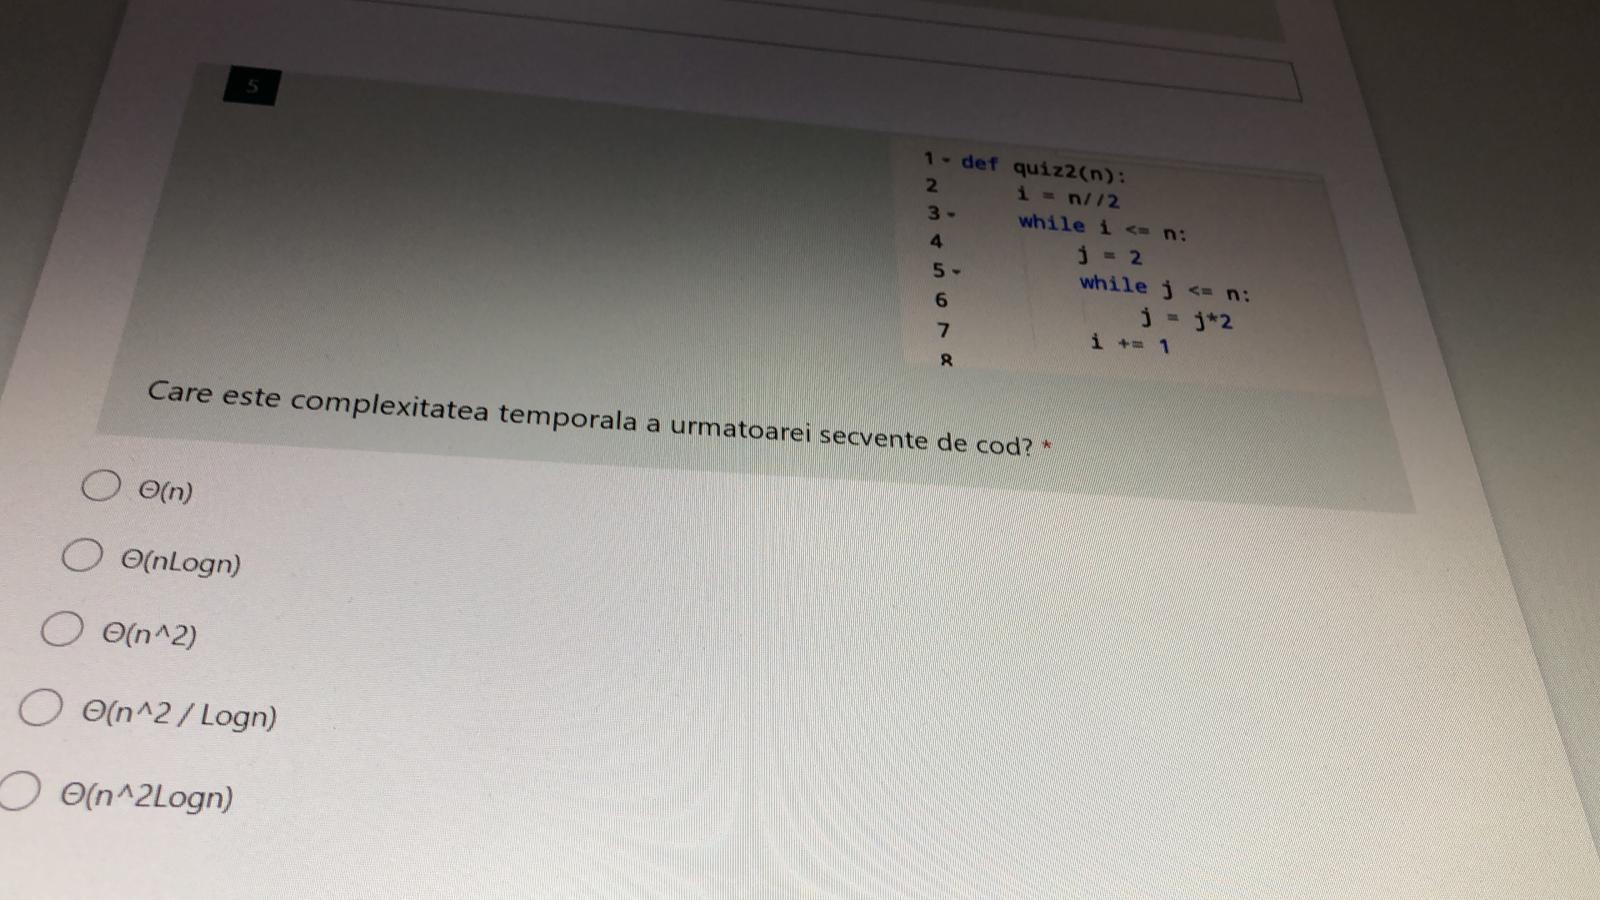 5
1 def quiz2(n):
2 i = n//2
3 while i <= n:
4 j = 2
5 while j <= n:
6 j = j*2
7 i += 1
8
Care este complexitatea temporala a urmatoarei secvente de cod? *
Θ(n)
Θ(nLogn)
Θ(n^2)
Θ(n^2 / Logn)
Θ(n^2Logn)